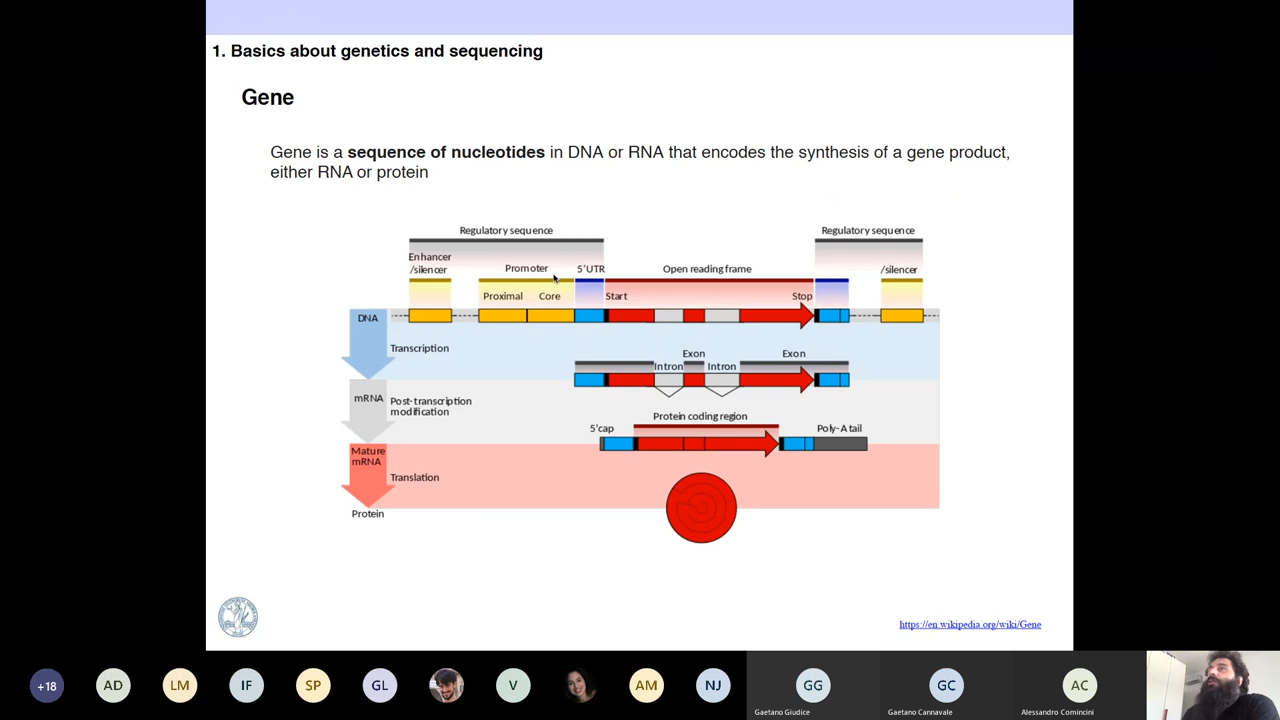 1. Basics about genetics and sequencing
Gene
Gene is a sequence of nucleotides in DNA or RNA that encodes the synthesis of a gene product,
either RNA or protein
Regulatory sequence
Regulatory sequence
Enhancer
/silencer
Promoter
5'UTR
Open reading frame
/silencer
Proximal
Core
Start
Stop
DNA
Transcription
Exon
Exon
Intron
Intron
mRNA
Post-transcription
modification
Protein coding region
5'cap
Poly-A tail
Mature
mRNA
Translation
Protein
https://en.wikipedia.org/wiki/Gene
+18
AD
LM
IF
SP
GL
V
AM
NJ
GG
GC
AC
Gaetano Giudice
Gaetano Cannavale
Alessandro Comincini